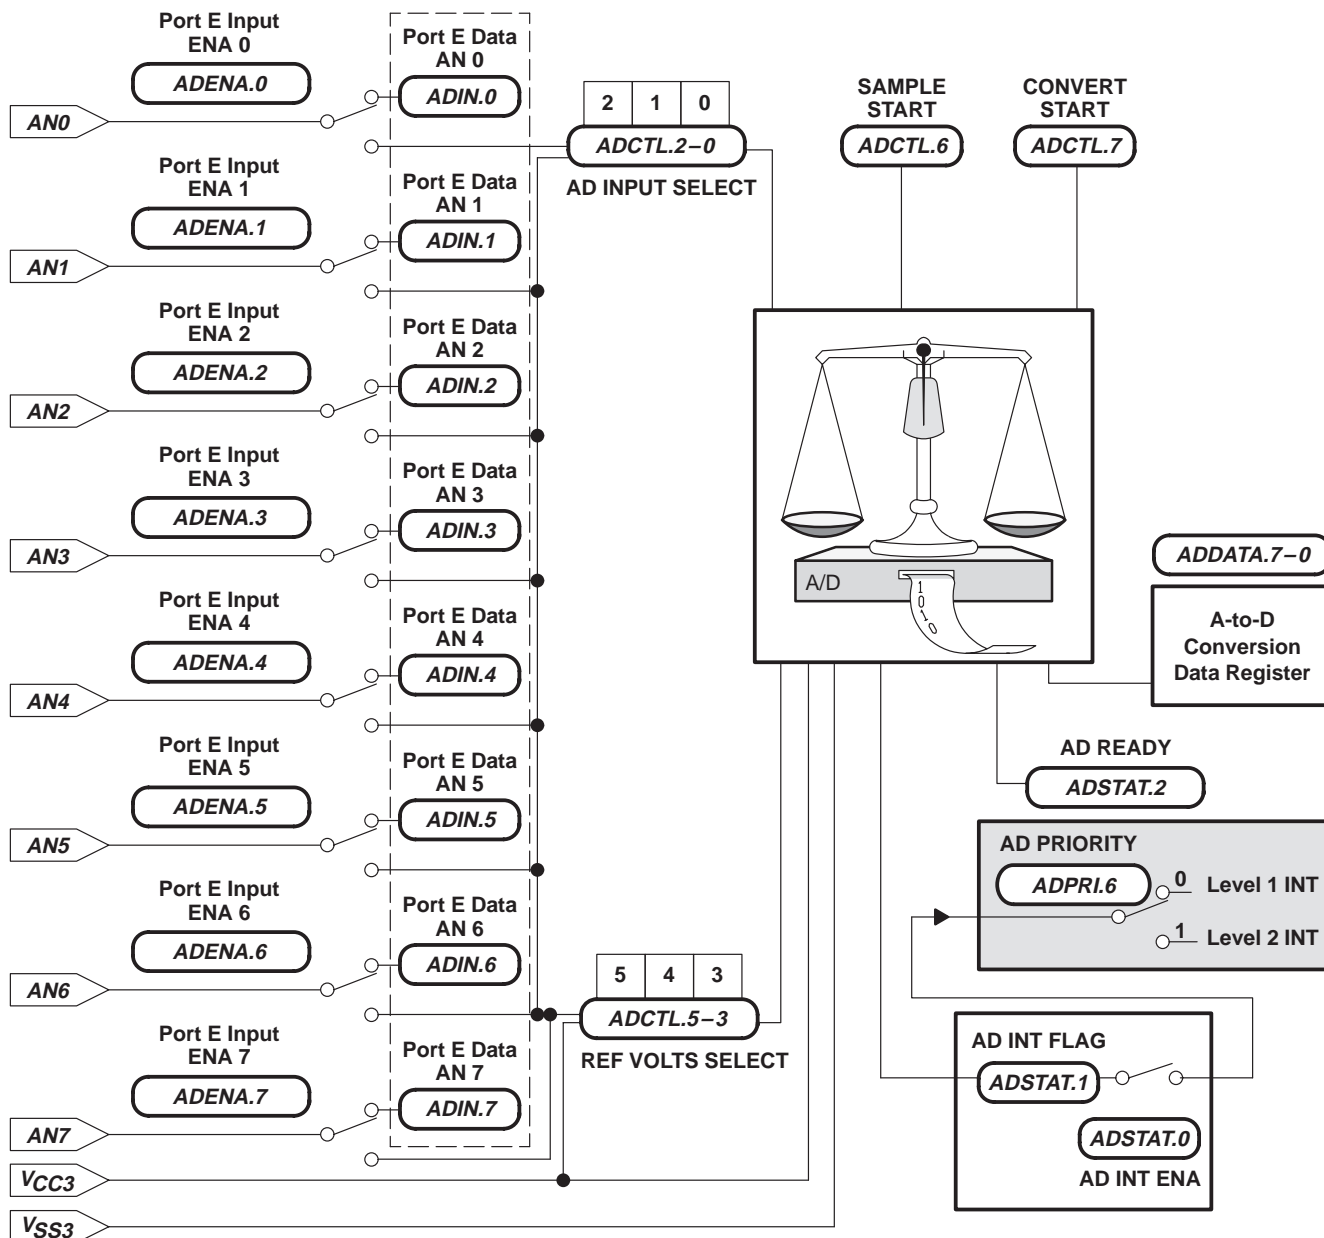 Port E Input
ENA 0
ADENA.0
AN0
Port E Data
AN 0
ADIN.0
Port E Input
ENA 1
ADENA.1
AN1
Port E Data
AN 1
ADIN.1
Port E Input
ENA 2
ADENA.2
AN2
Port E Data
AN 2
ADIN.2
Port E Input
ENA 3
ADENA.3
AN3
Port E Data
AN 3
ADIN.3
Port E Input
ENA 4
ADENA.4
AN4
Port E Data
AN 4
ADIN.4
Port E Input
ENA 5
ADENA.5
AN5
Port E Data
AN 5
ADIN.5
Port E Input
ENA 6
ADENA.6
AN6
Port E Data
AN 6
ADIN.6
Port E Input
ENA 7
ADENA.7
AN7
Port E Data
AN 7
ADIN.7
VCC3
VSS3
2 1 0
ADCTL.2–0
AD INPUT SELECT
5 4 3
ADCTL.5–3
REF VOLTS SELECT
SAMPLE
START
ADCTL.6
CONVERT
START
ADCTL.7
A/D
1
0
1
0
ADDATA.7–0
A-to-D
Conversion
Data Register
AD READY
ADSTAT.2
AD PRIORITY
ADPRI.6
0 Level 1 INT
1 Level 2 INT
AD INT FLAG
ADSTAT.1
ADSTAT.0
AD INT ENA